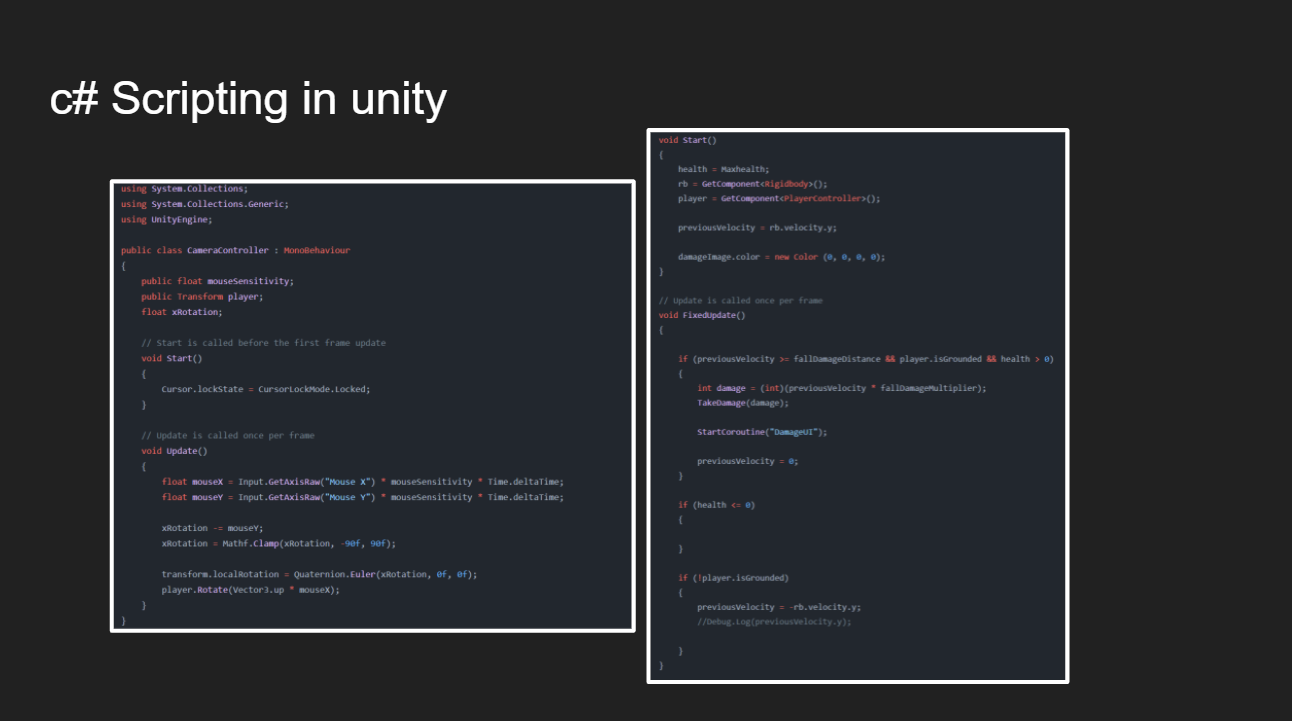 c# Scripting in unity
using System.Collections;
using System.Collections.Generic;
using UnityEngine;
public class CameraController : MonoBehaviour
{
public float mouseSensitivity;
public Transform player;
float xRotation;
// Start is called before the first frame update
void Start()
{
Cursor.lockState = CursorLockMode.Locked;
}
// Update is called once per frame
void Update()
{
float mouseX = Input.GetAxisRaw("Mouse X") * mouseSensitivity * Time.deltaTime;
float mouseY = Input.GetAxisRaw("Mouse Y") * mouseSensitivity * Time.deltaTime;
xRotation -= mouseY;
xRotation = Mathf.Clamp(xRotation, -90f, 90f);
transform.localRotation = Quaternion.Euler(xRotation, 0f, 0f);
player.Rotate(Vector3.up * mouseX);
}
}
void Start()
{
health = Maxhealth;
rb = GetComponent<Rigidbody>();
player = GetComponent<PlayerController>();
previousVelocity = rb.velocity.y;
damageImage.color = new Color (0, 0, 0, 0);
}
// Update is called once per frame
void FixedUpdate()
{
if (previousVelocity >= fallDamageDistance && player.isGrounded && health > 0)
{
int damage = (int)(previousVelocity * fallDamageMultiplier);
TakeDamage(damage);
StartCoroutine("DamageUI");
previousVelocity = 0;
}
if (health <= 0)
{
}
if (!player.isGrounded)
{
previousVelocity = -rb.velocity.y;
//Debug.Log(previousVelocity.y);
}
}